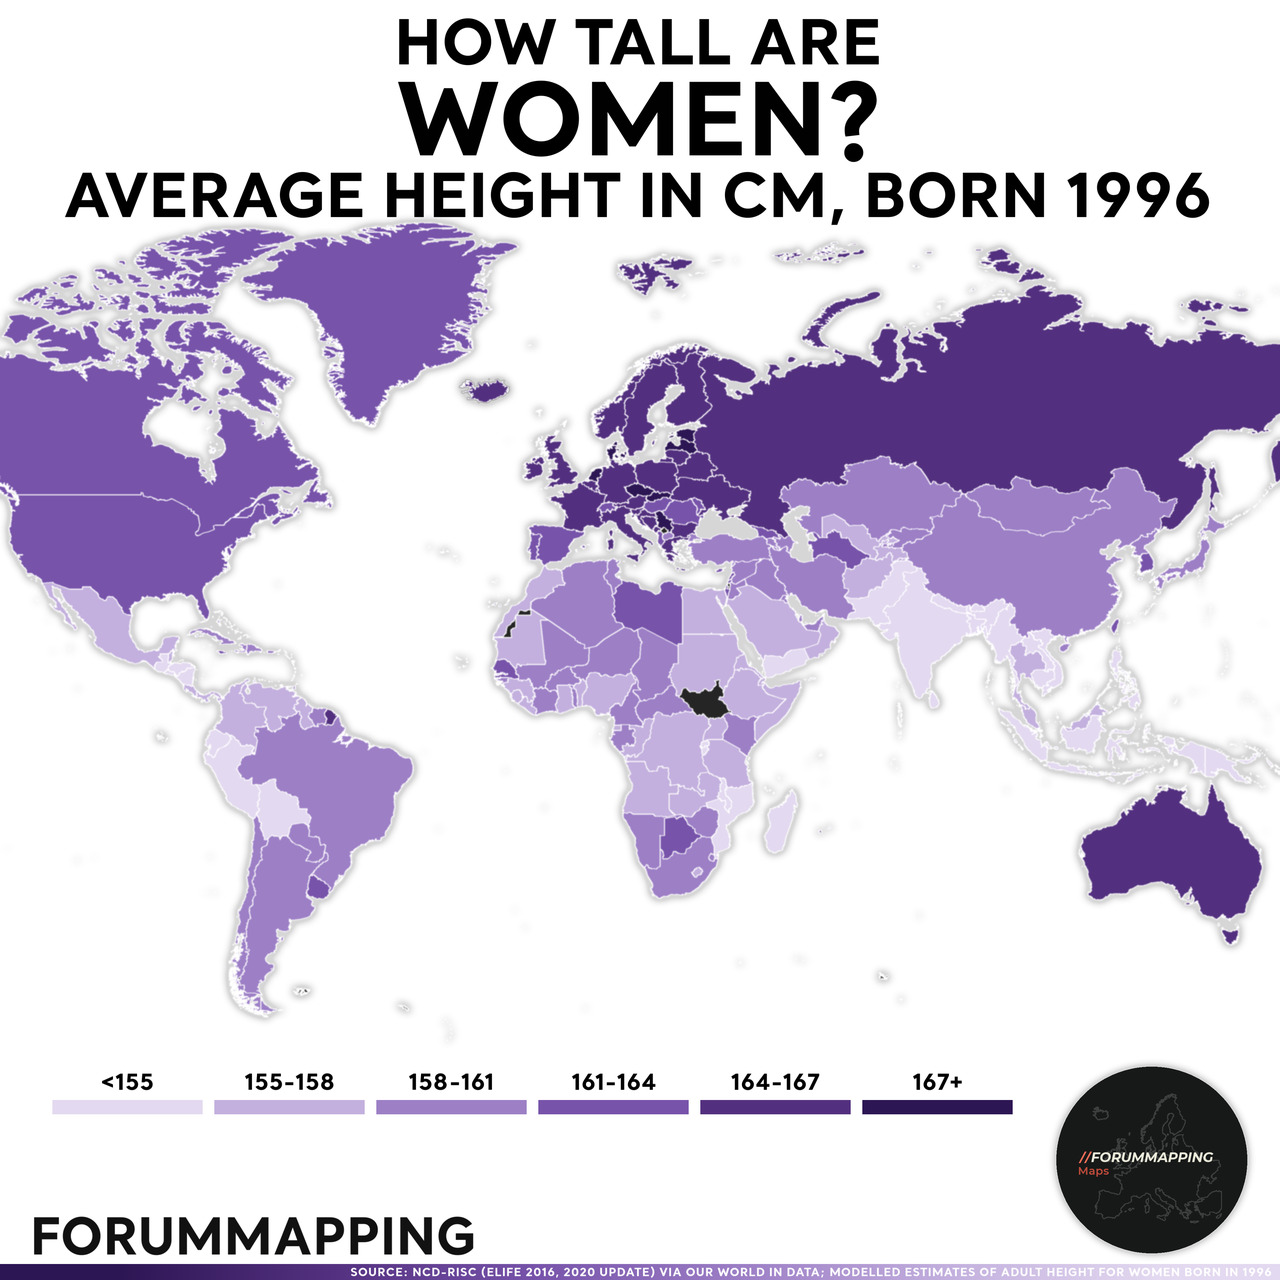 HOW TALL ARE
WOMEN?
AVERAGE HEIGHT IN CM, BORN 1996
<155 155-158 158-161 161-164 164-167 167+
//FORUMMAPPING
Maps
FORUMMAPPING
SOURCE: NCD-RISC (ELIFE 2016, 2020 UPDATE) VIA OUR WORLD IN DATA; MODELLED ESTIMATES OF ADULT HEIGHT FOR WOMEN BORN IN 1996